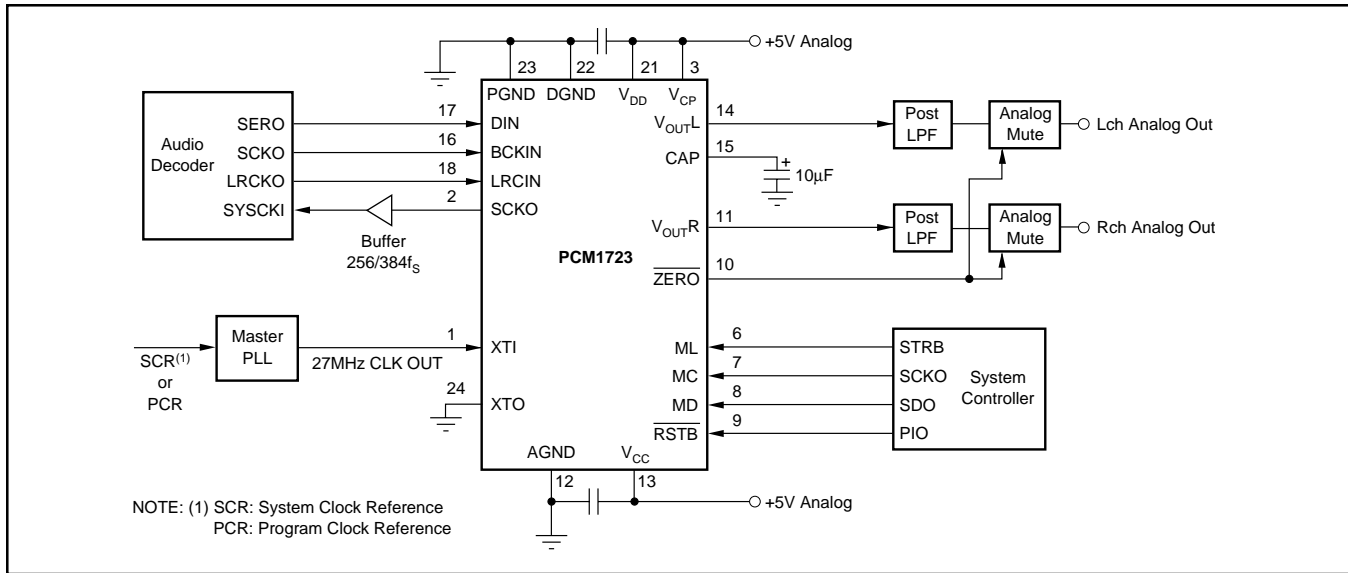 +5V Analog
23 22 21 3
PGND DGND VDD VCP
Audio
Decoder
SERO 17 DIN
SCKO 16 BCKIN
LRCKO 18 LRCIN
SYSCKI 2 SCKO
Buffer
256/384fS
PCM1723
VOUTL 14
CAP 15
+
10µF
VOUTR 11
ZERO 10
Post
LPF
Analog
Mute
Lch Analog Out
Post
LPF
Analog
Mute
Rch Analog Out
SCR(1)
or
PCR
Master
PLL
27MHz CLK OUT
1 XTI
24 XTO
ML 6 STRB
MC 7 SCKO
MD 8 SDO
RSTB 9 PIO
System
Controller
AGND VCC
12 13
+5V Analog
NOTE: (1) SCR: System Clock Reference
PCR: Program Clock Reference